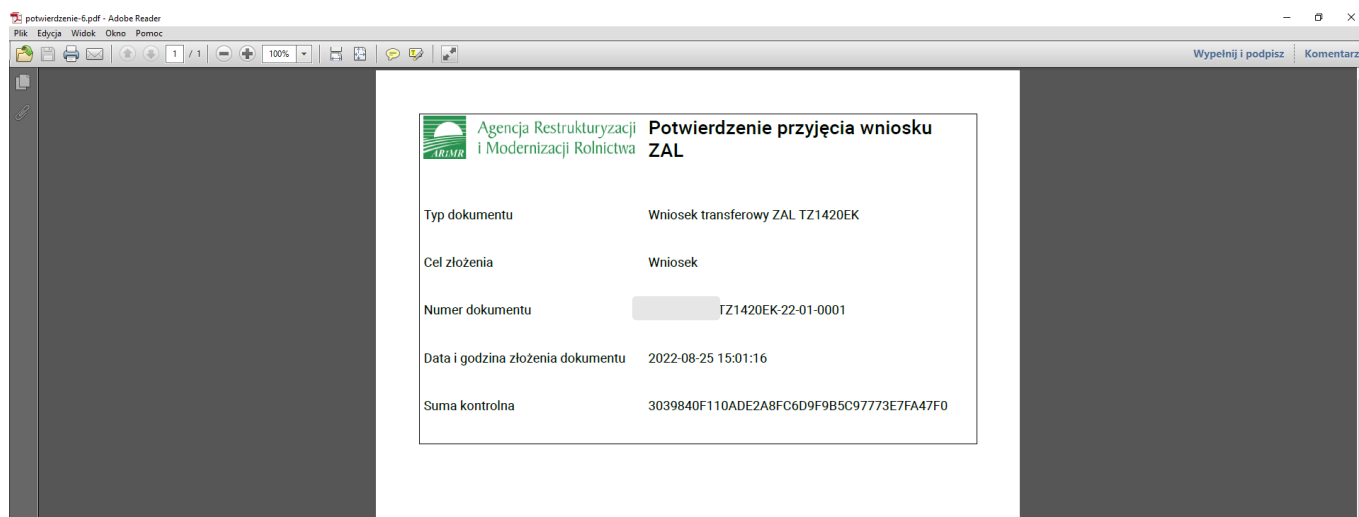 potwierdzenie-6.pdf - Adobe Reader
Plik Edycja Widok Okno Pomoc
1 / 1 100% Wypełnij i podpisz Komentarz
Agencja Restrukturyzacji
i Modernizacji Rolnictwa
ARiMR
Potwierdzenie przyjęcia wniosku
ZAL
Typ dokumentu Wniosek transferowy ZAL TZ1420EK
Cel złożenia Wniosek
Numer dokumentu TZ1420EK-22-01-0001
Data i godzina złożenia dokumentu 2022-08-25 15:01:16
Suma kontrolna 3039840F110ADE2A8FC6D9F9B5C97773E7FA47F0